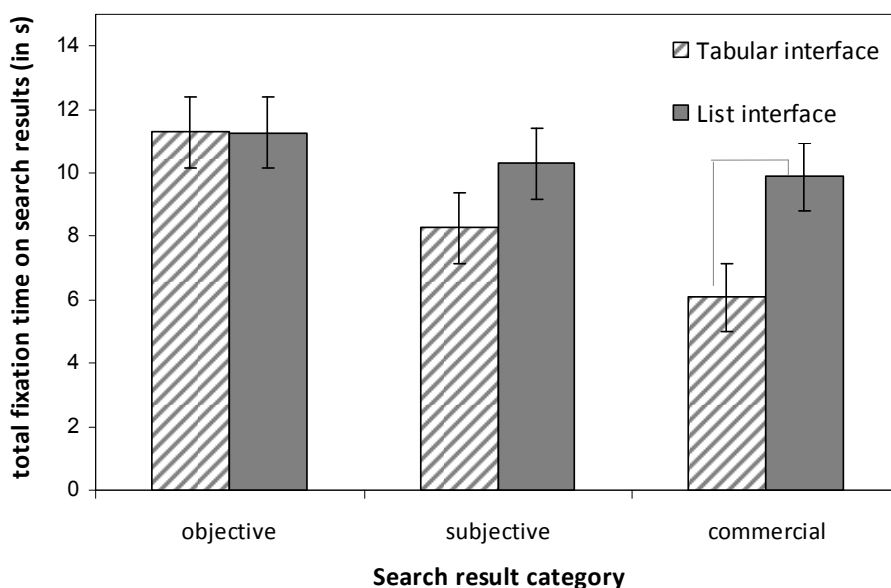 total fixation time on search results (in s)
14
12
10
8
6
4
2
0
Tabular interface
List interface
objective subjective commercial
Search result category